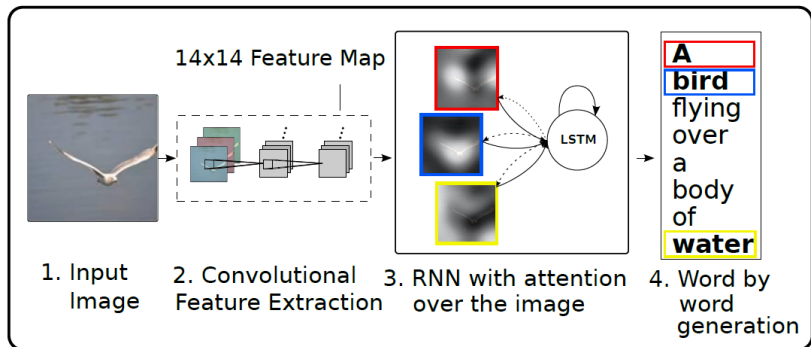 14x14 Feature Map
LSTM
A
bird
flying
over
a
body
of
water
1. Input
Image
2. Convolutional
Feature Extraction
3. RNN with attention
over the image
4. Word by
word
generation